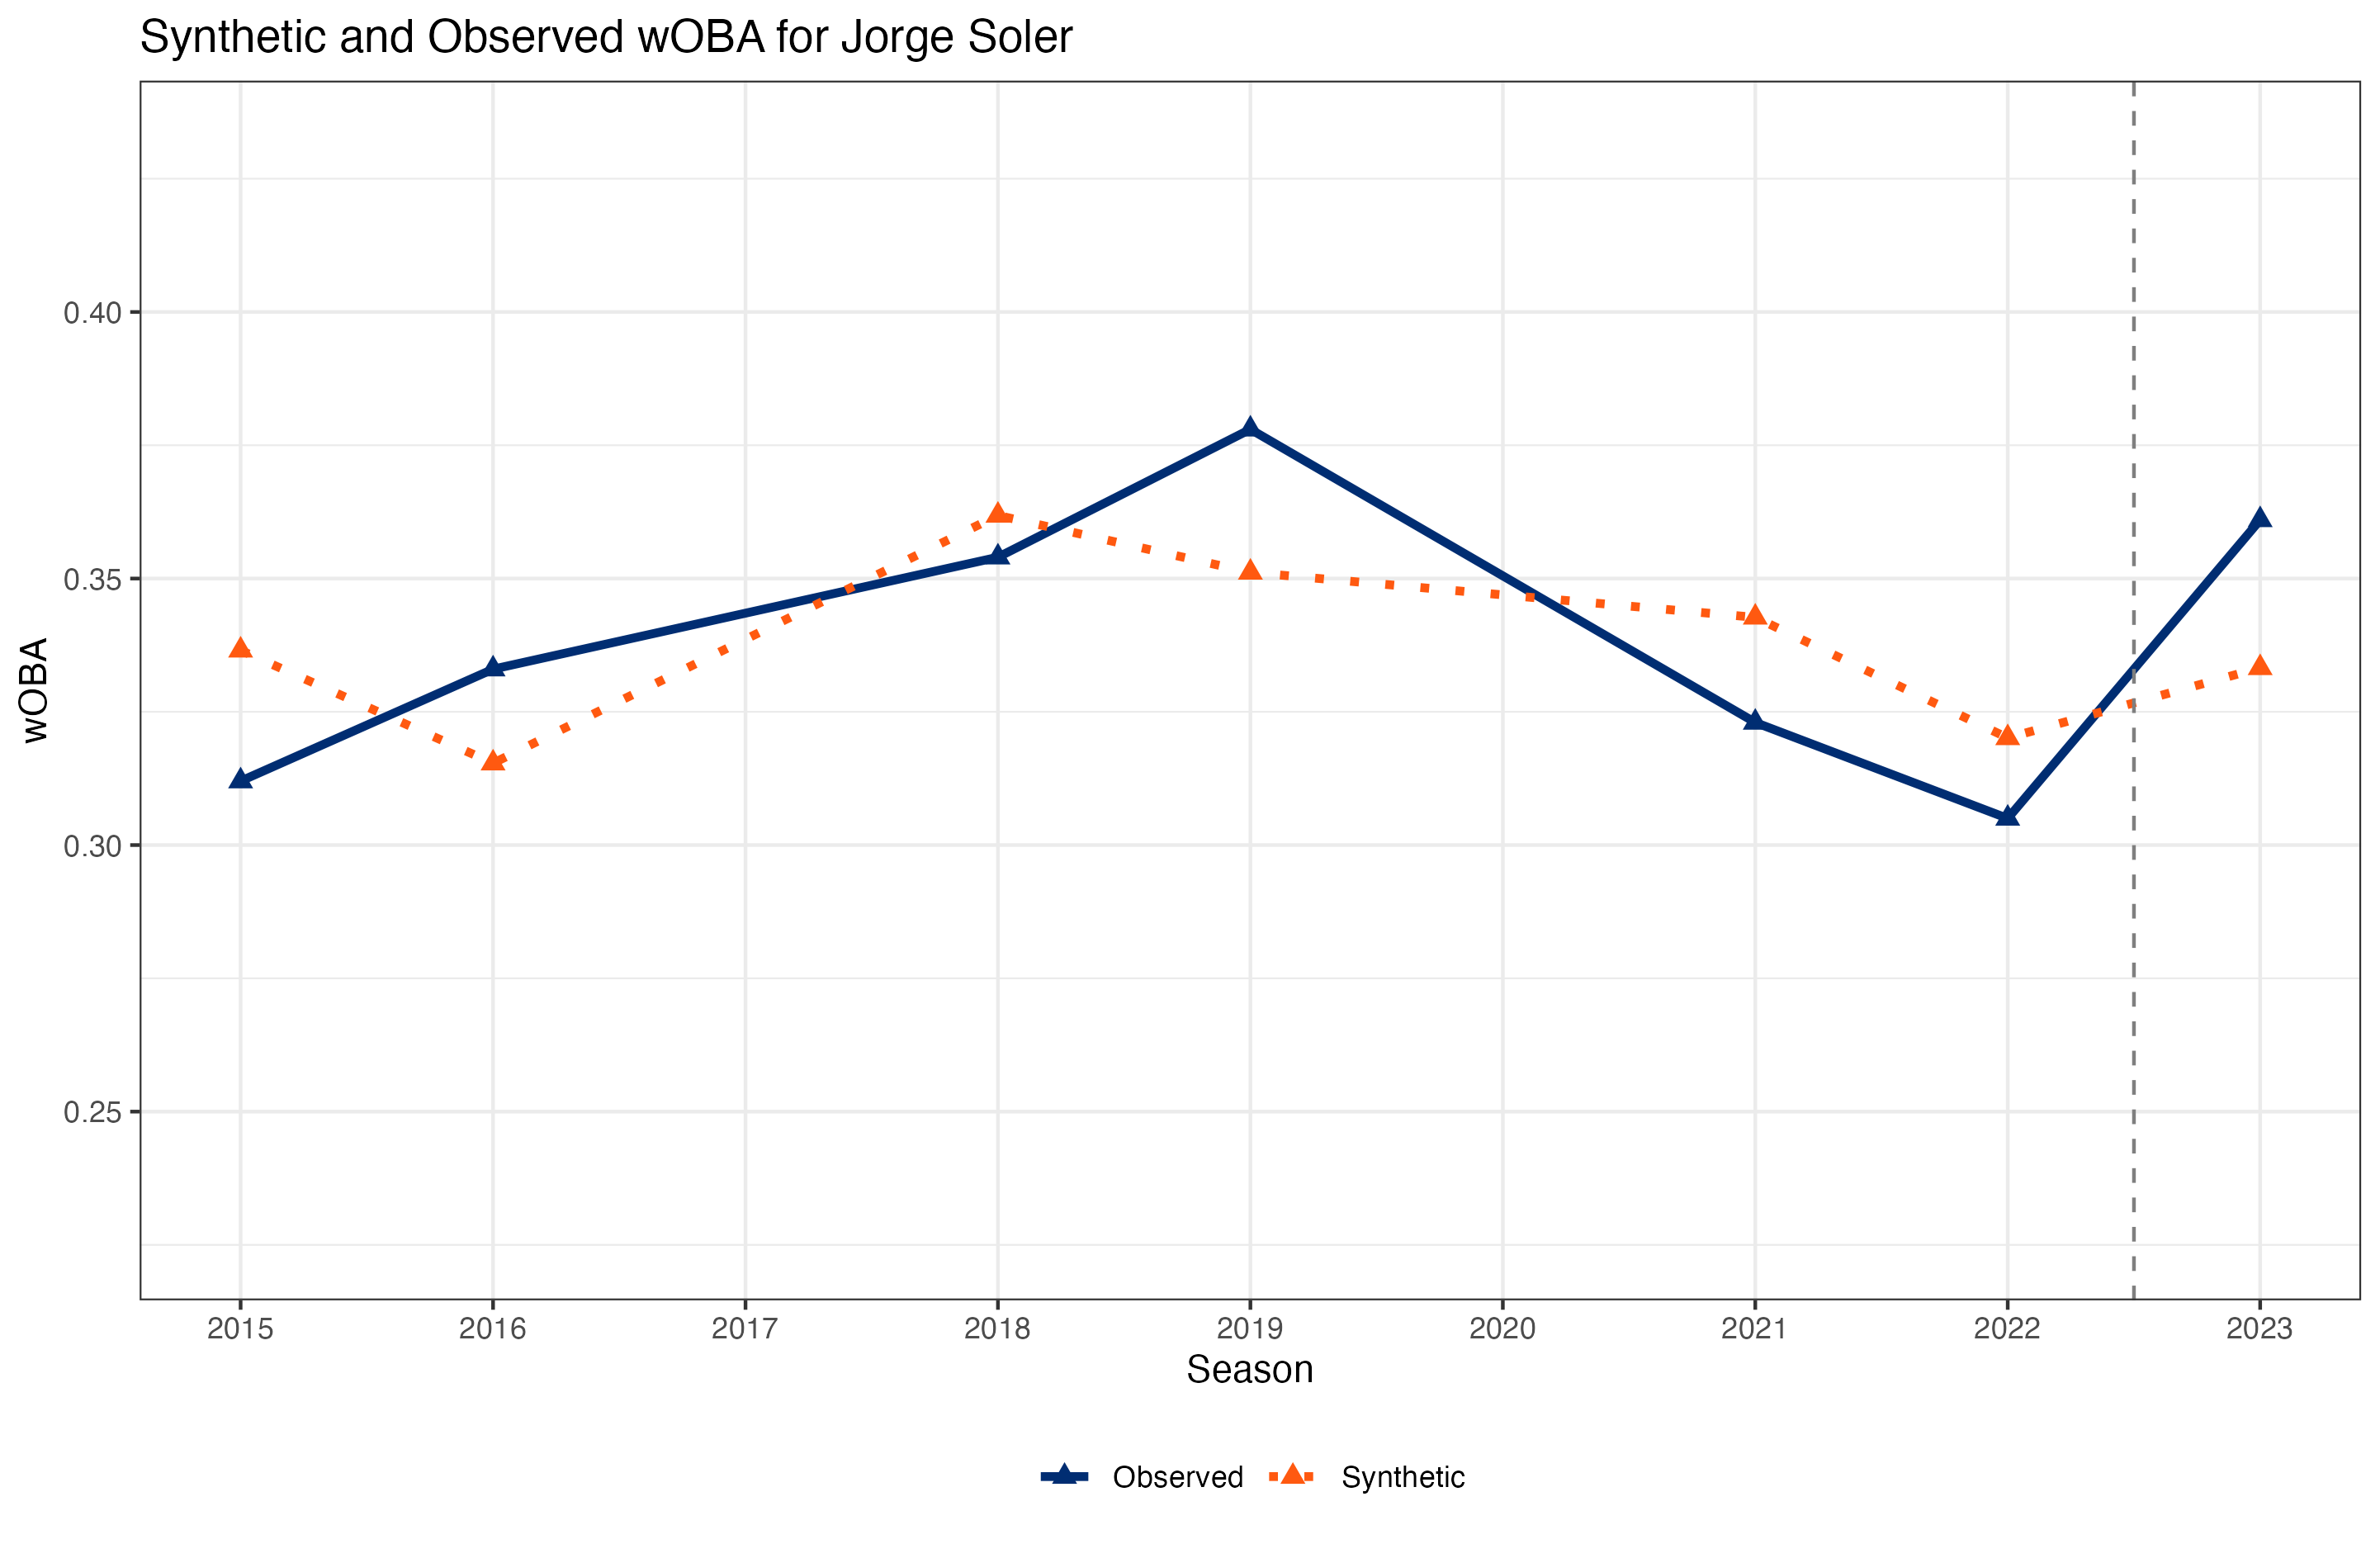 Synthetic and Observed wOBA for Jorge Soler
wOBA
0.40
0.35
0.30
0.25
2015 2016 2017 2018 2019 2020 2021 2022 2023
Season
Observed Synthetic